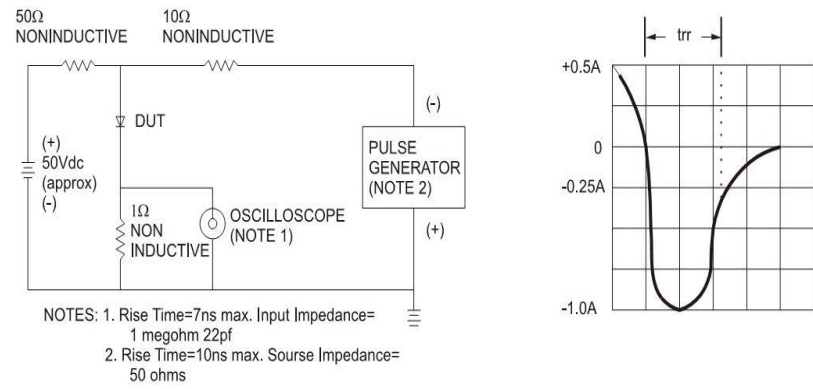 50Ω
NONINDUCTIVE
10Ω
NONINDUCTIVE
DUT
(+)
50Vdc
(approx)
(-)
1Ω
NON
INDUCTIVE
OSCILLOSCOPE
(NOTE 1)
(-)
PULSE
GENERATOR
(NOTE 2)
(+)
NOTES: 1. Rise Time=7ns max. Input Impedance=
1 megohm 22pf
2. Rise Time=10ns max. Sourse Impedance=
50 ohms
trr
+0.5A
0
-0.25A
-1.0A